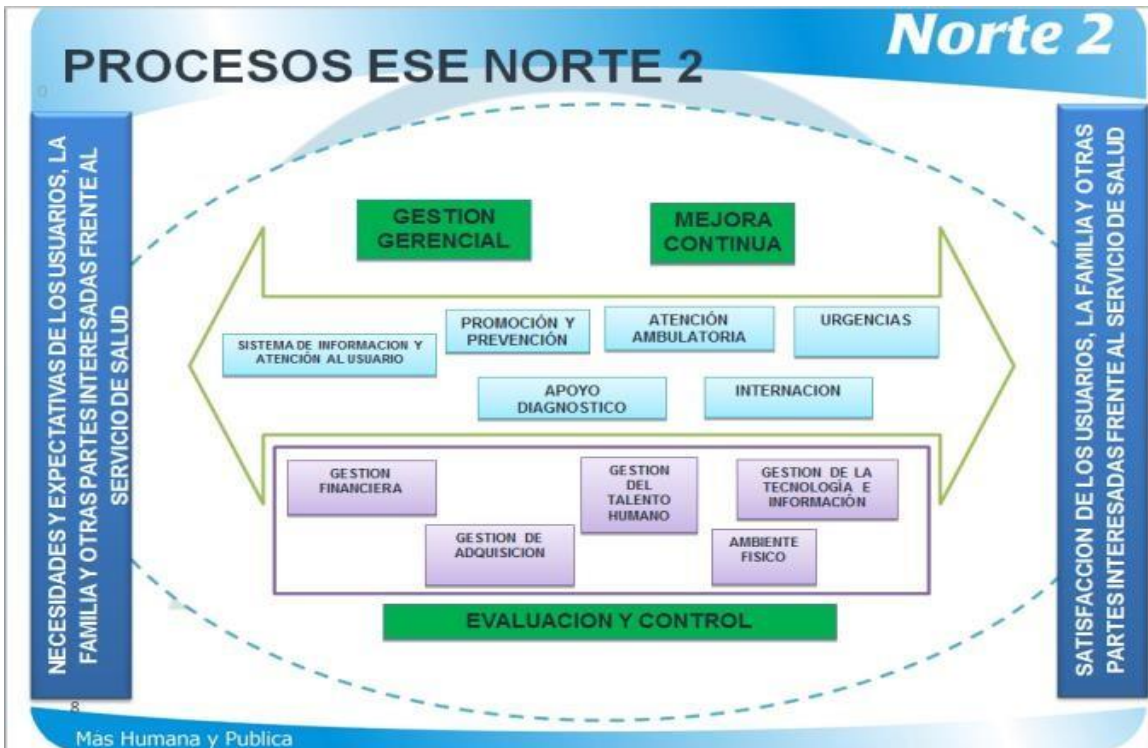 Norte 2
PROCESOS ESE NORTE 2
NECESIDADES Y EXPECTATIVAS DE LOS USUARIOS, LA
FAMILIA Y OTRAS PARTES INTERESADAS FRENTE AL
SERVICIO DE SALUD
GESTION
GERENCIAL
MEJORA
CONTINUA
SISTEMA DE INFORMACION Y
ATENCIÓN AL USUARIO
PROMOCIÓN Y
PREVENCIÓN
ATENCIÓN
AMBULATORIA
URGENCIAS
APOYO
DIAGNOSTICO
INTERNACION
GESTION
FINANCIERA
GESTION DE
ADQUISICION
GESTION
DEL
TALENTO
HUMANO
GESTION DE LA
TECNOLOGÍA E
INFORMACIÓN
AMBIENTE
FISICO
EVALUACION Y CONTROL
SATISFACCION DE LOS USUARIOS, LA FAMILIA Y OTRAS
PARTES INTERESADAS FRENTE AL SERVICIO DE SALUD
8
Mas Humana y Publica